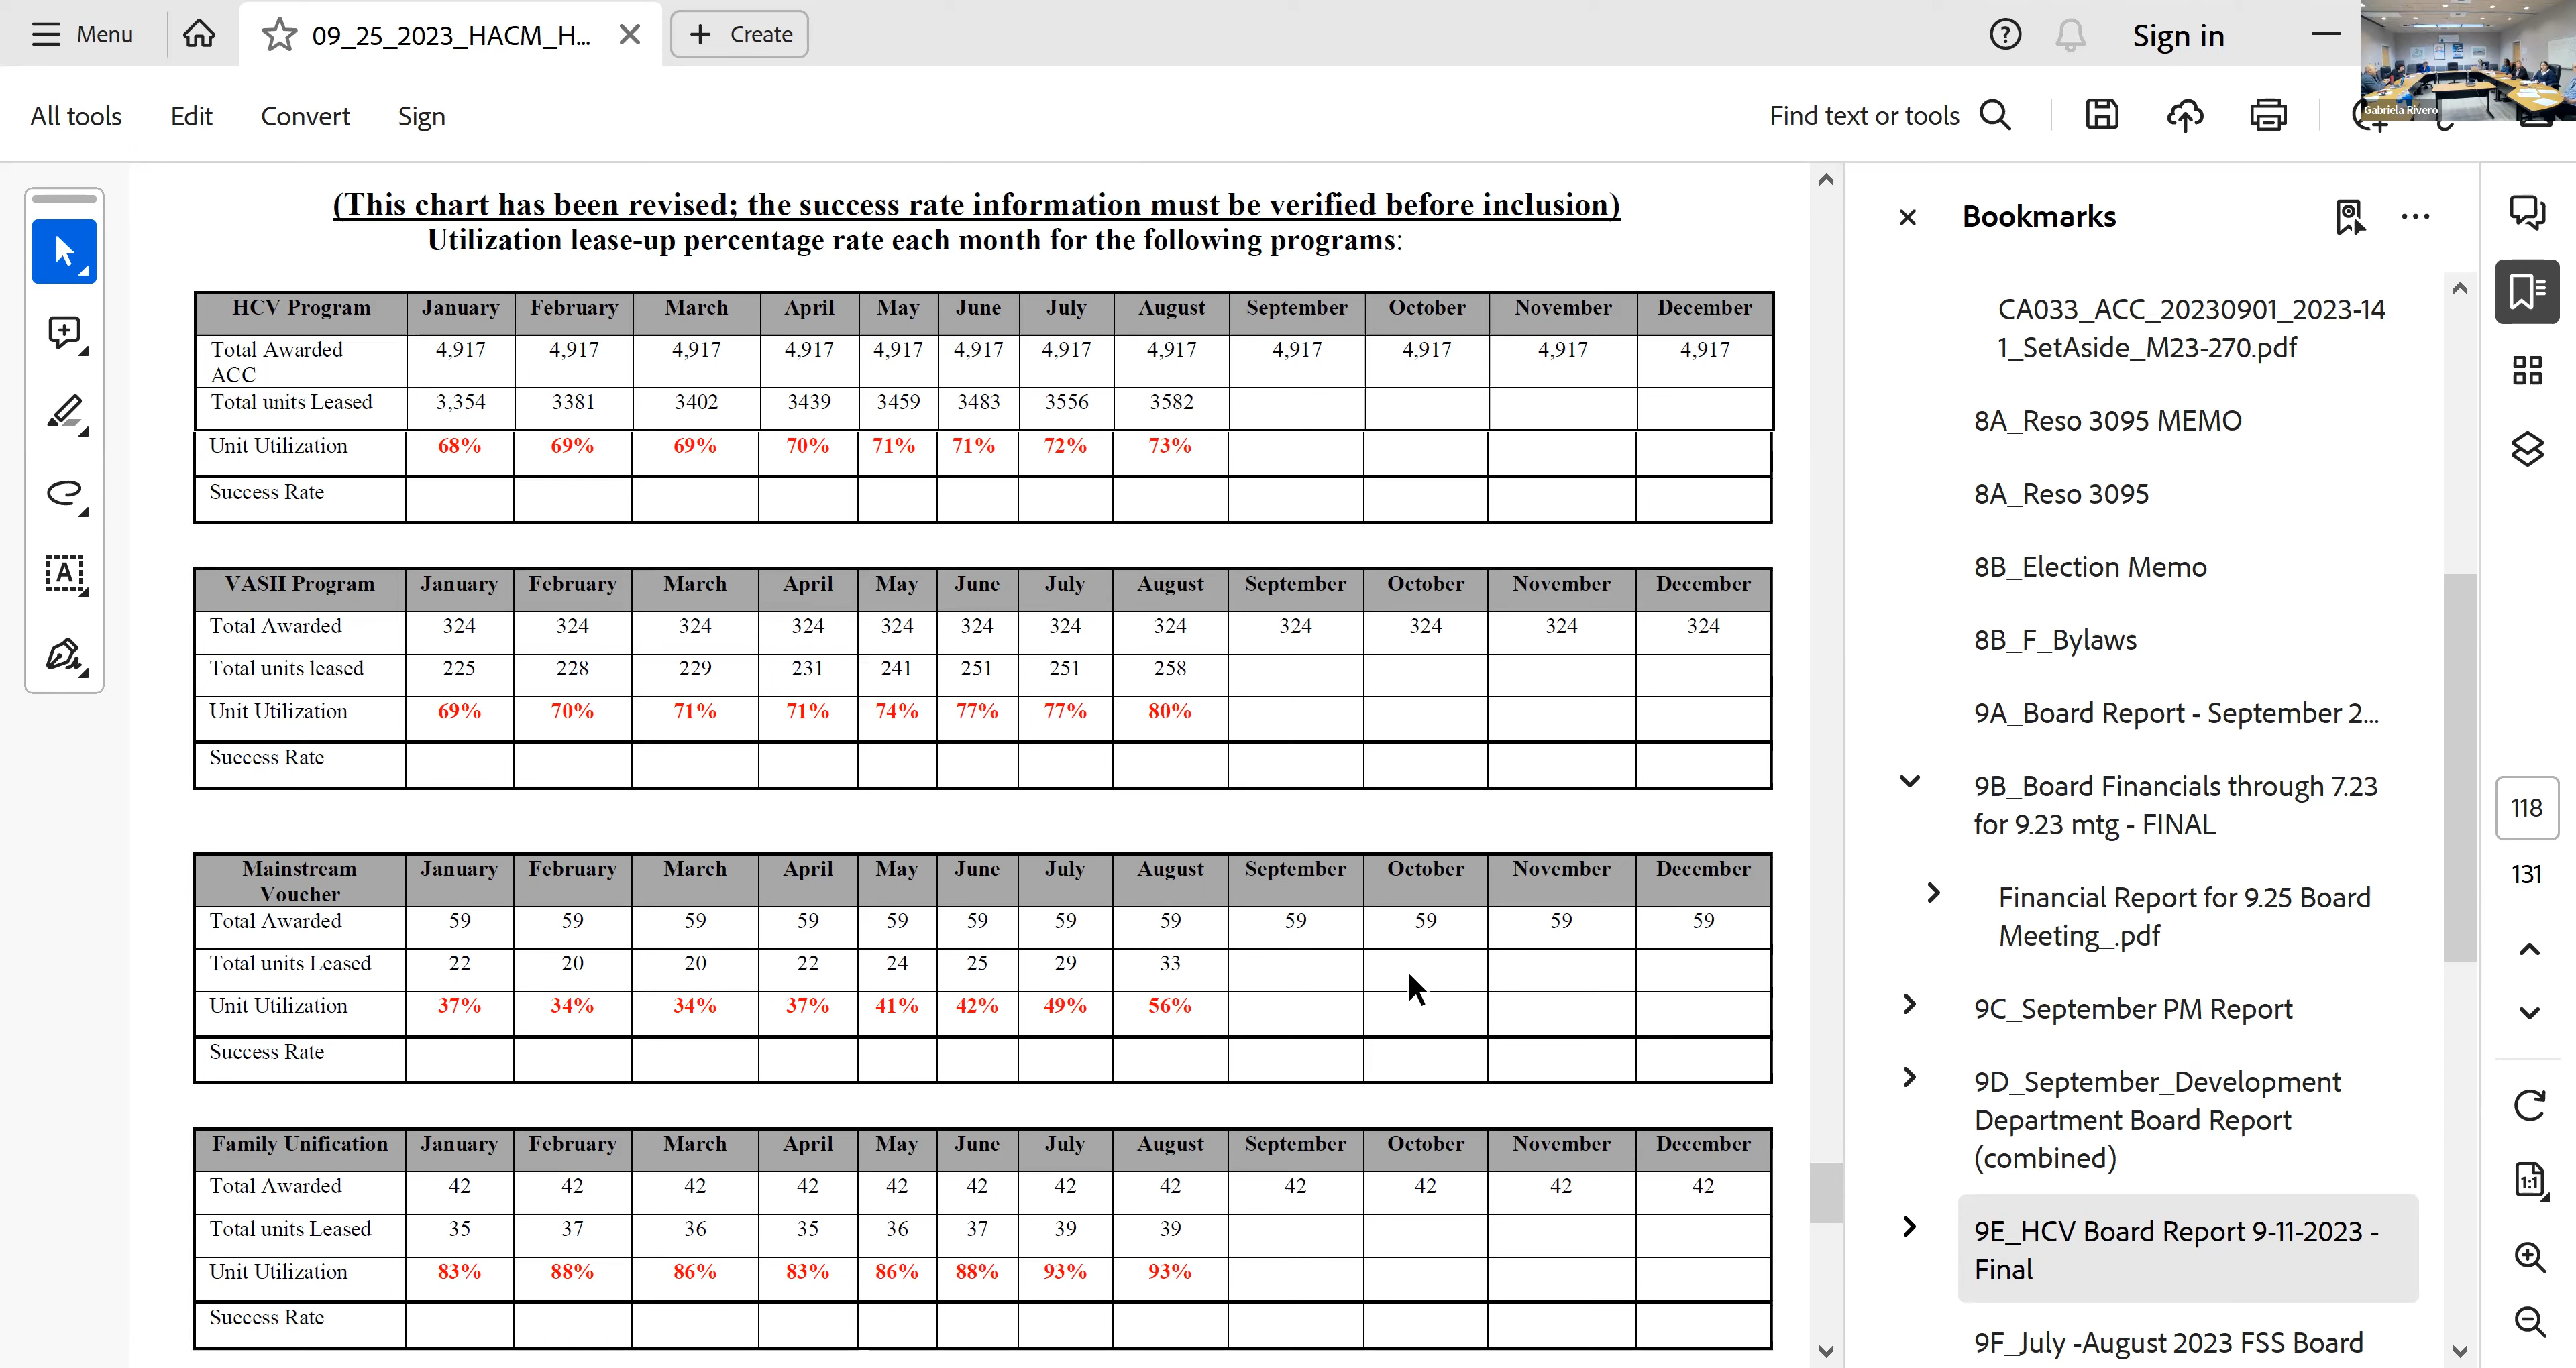 Menu
09_25_2023_HACM_H...
Create
Sign in
Gabriela Rivero
All tools Edit Convert Sign
Find text or tools
(This chart has been revised; the success rate information must be verified before inclusion)
Utilization lease-up percentage rate each month for the following programs:
HCV Program January February March April May June July August September October November December
Total Awarded ACC 4,917 4,917 4,917 4,917 4,917 4,917 4,917 4,917 4,917 4,917 4,917 4,917
Total units Leased 3,354 3381 3402 3439 3459 3483 3556 3582
Unit Utilization 68% 69% 69% 70% 71% 71% 72% 73%
Success Rate
VASH Program January February March April May June July August September October November December
Total Awarded 324 324 324 324 324 324 324 324 324 324 324 324
Total units leased 225 228 229 231 241 251 251 258
Unit Utilization 69% 70% 71% 71% 74% 77% 77% 80%
Success Rate
Mainstream Voucher January February March April May June July August September October November December
Total Awarded 59 59 59 59 59 59 59 59 59 59 59 59
Total units Leased 22 20 20 22 24 25 29 33
Unit Utilization 37% 34% 34% 37% 41% 42% 49% 56%
Success Rate
Family Unification January February March April May June July August September October November December
Total Awarded 42 42 42 42 42 42 42 42 42 42 42 42
Total units Leased 35 37 36 35 36 37 39 39
Unit Utilization 83% 88% 86% 83% 86% 88% 93% 93%
Success Rate
Bookmarks
CA033_ACC_20230901_2023-14
1_SetAside_M23-270.pdf
8A_Reso 3095 MEMO
8A_Reso 3095
8B_Election Memo
8B_F_Bylaws
9A_Board Report - September 2...
9B_Board Financials through 7.23
for 9.23 mtg - FINAL
Financial Report for 9.25 Board
Meeting_.pdf
9C_September PM Report
9D_September_Development
Department Board Report
(combined)
9E_HCV Board Report 9-11-2023 -
Final
9F_July -August 2023 FSS Board
118
131
1:1